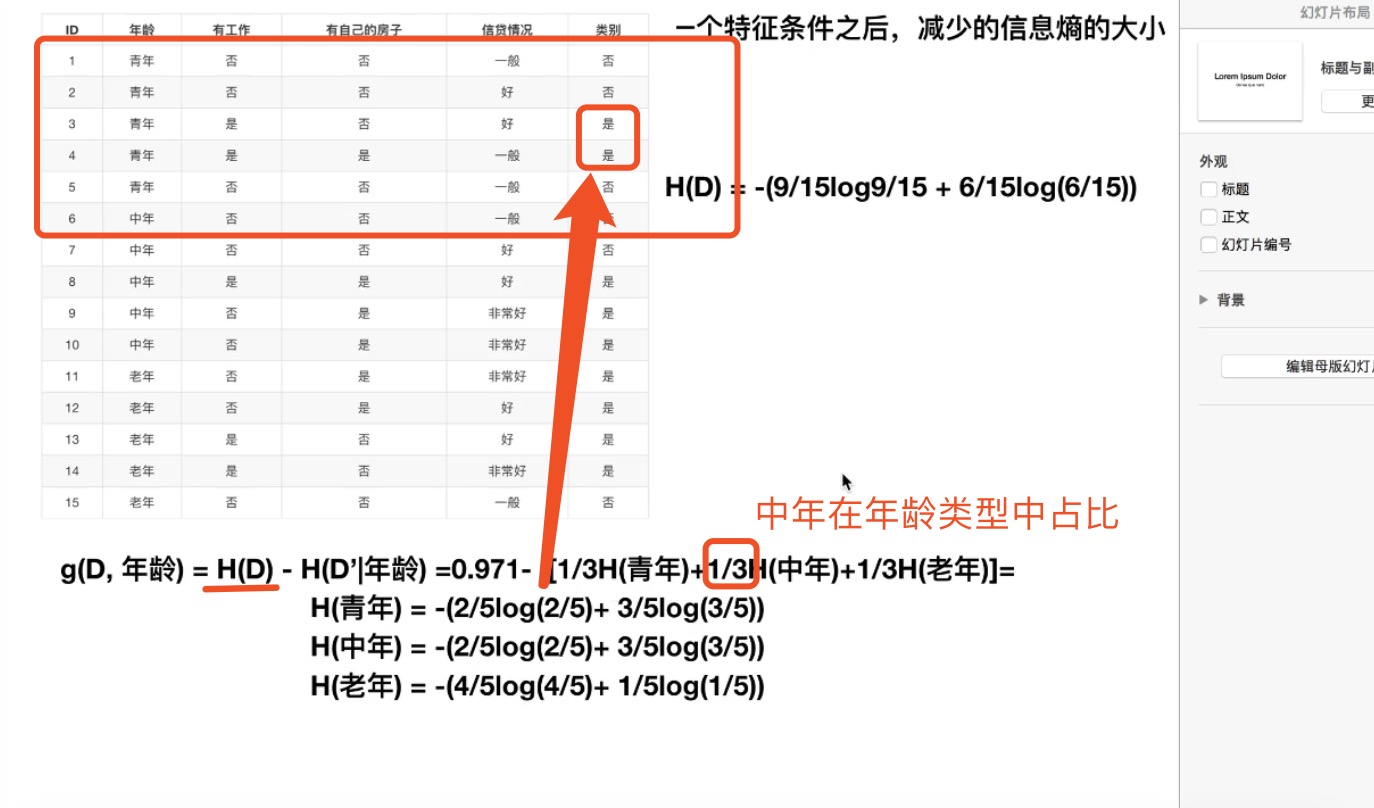 一个特征条件之后，减少的信息熵的大小
ID 年龄 有工作 有自己的房子 信贷情况 类别
1 青年 否 否 一般 否
2 青年 否 否 好 否
3 青年 是 否 好 是
4 青年 是 是 一般 是
5 青年 否 否 一般 否
6 中年 否 否 一般
7 中年 否 否 好 否
8 中年 是 是 好 是
9 中年 否 是 非常好 是
10 中年 否 是 非常好 是
11 老年 否 是 非常好 是
12 老年 否 是 好 是
13 老年 是 否 好 是
14 老年 是 否 非常好 是
15 老年 否 否 一般 否
H(D) = -(9/15log9/15 + 6/15log(6/15))
中年在年龄类型中占比
g(D, 年龄) = H(D) - H(D’|年龄) =0.971- [1/3H(青年)+1/3H(中年)+1/3H(老年)]=
H(青年) = -(2/5log(2/5)+ 3/5log(3/5))
H(中年) = -(2/5log(2/5)+ 3/5log(3/5))
H(老年) = -(4/5log(4/5)+ 1/5log(1/5))
幻灯片布局
Lorem Ipsum Dolor
标题与副
更
外观
标题
正文
幻灯片编号
背景
编辑母版幻灯片